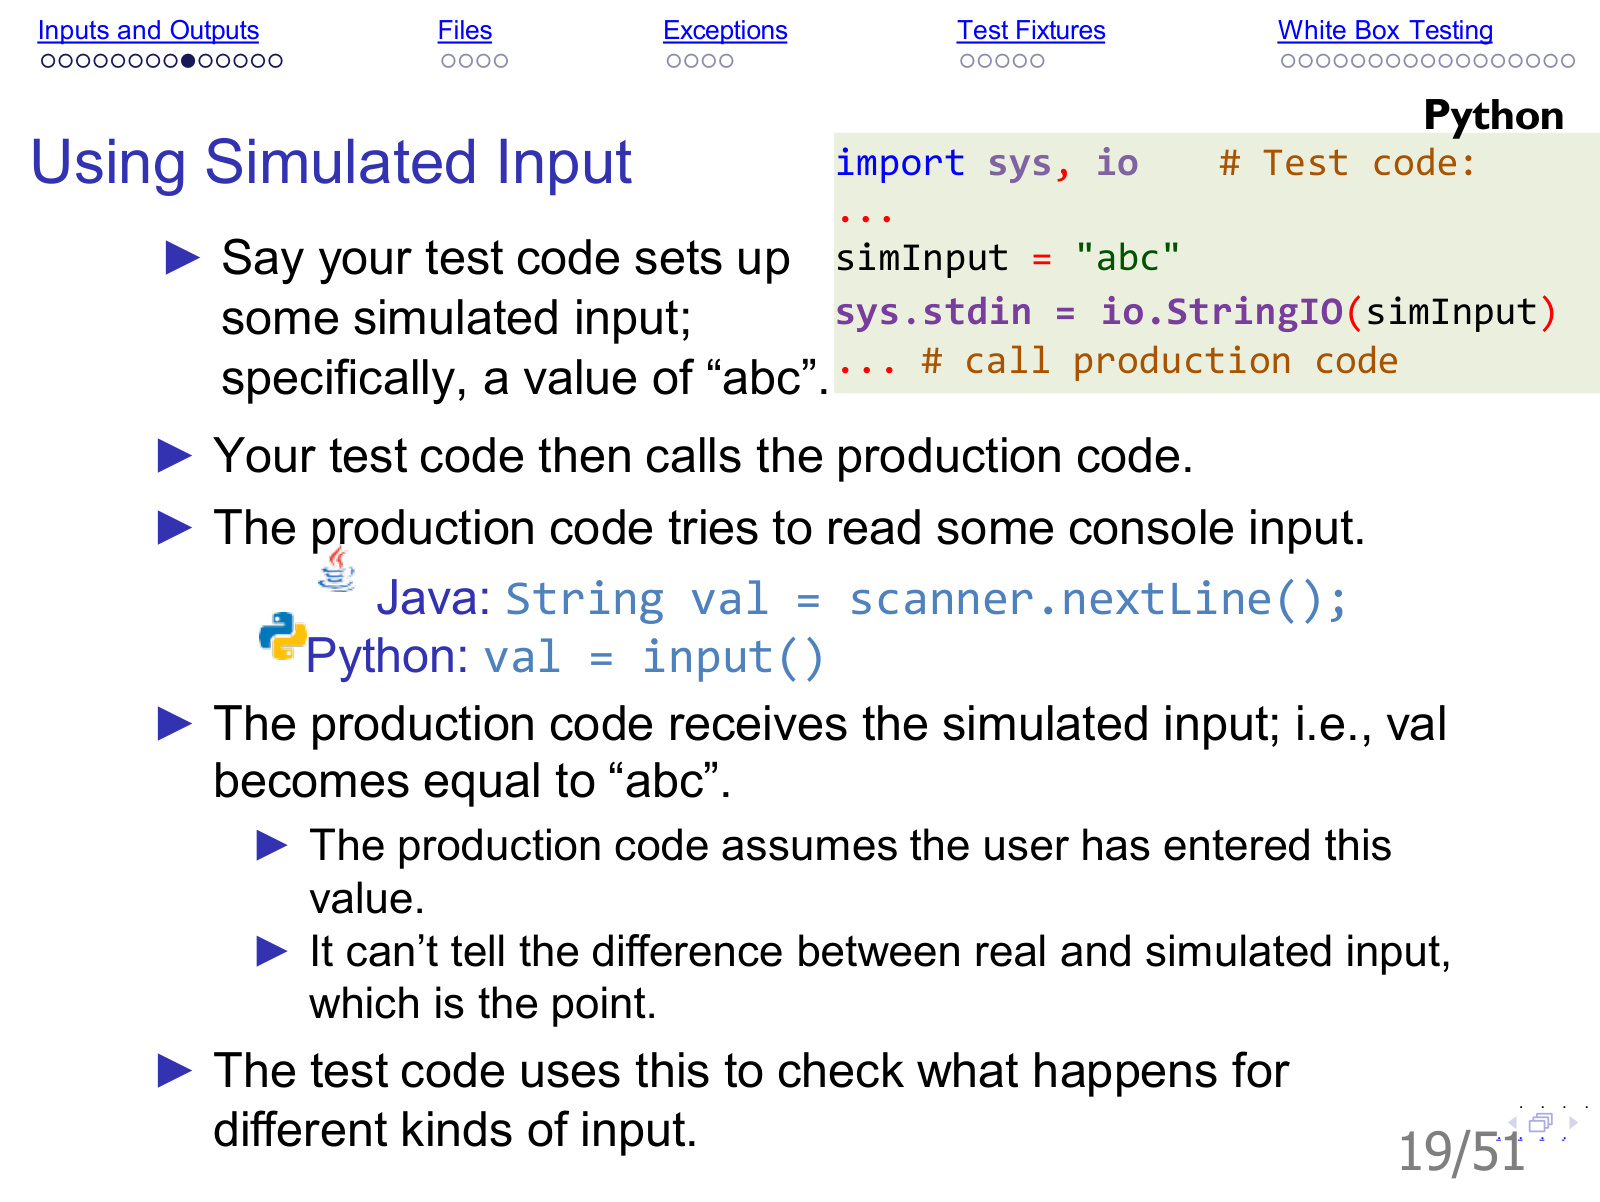 Inputs and Outputs Files Exceptions Test Fixtures White Box Testing
Python
Using Simulated Input
import sys, io # Test code:
...
simInput = "abc"
sys.stdin = io.StringIO(simInput)
... # call production code
► Say your test code sets up
some simulated input;
specifically, a value of “abc”.
► Your test code then calls the production code.
► The production code tries to read some console input.
Java: String val = scanner.nextLine();
Python: val = input()
► The production code receives the simulated input; i.e., val
becomes equal to “abc”.
► The production code assumes the user has entered this
value.
► It can’t tell the difference between real and simulated input,
which is the point.
► The test code uses this to check what happens for
different kinds of input.
19/51